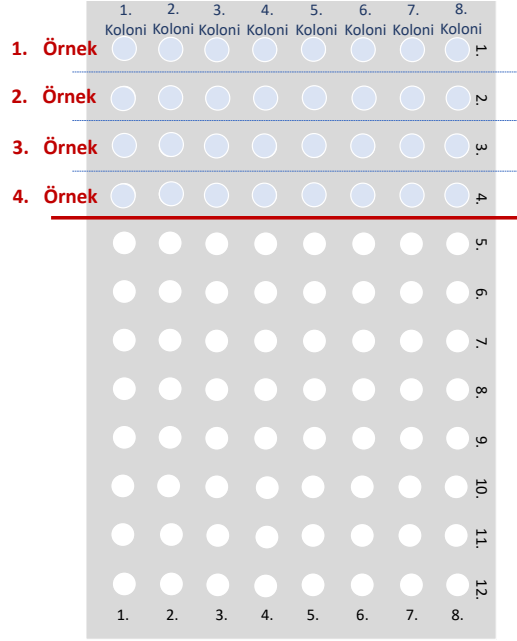 1. 2. 3. 4. 5. 6. 7. 8.
Koloni Koloni Koloni Koloni Koloni Koloni Koloni Koloni
1. Örnek 1.
2. Örnek 2.
3. Örnek 3.
4. Örnek 4.
5.
6.
7.
8.
9.
10.
11.
12.
1. 2. 3. 4. 5. 6. 7. 8.